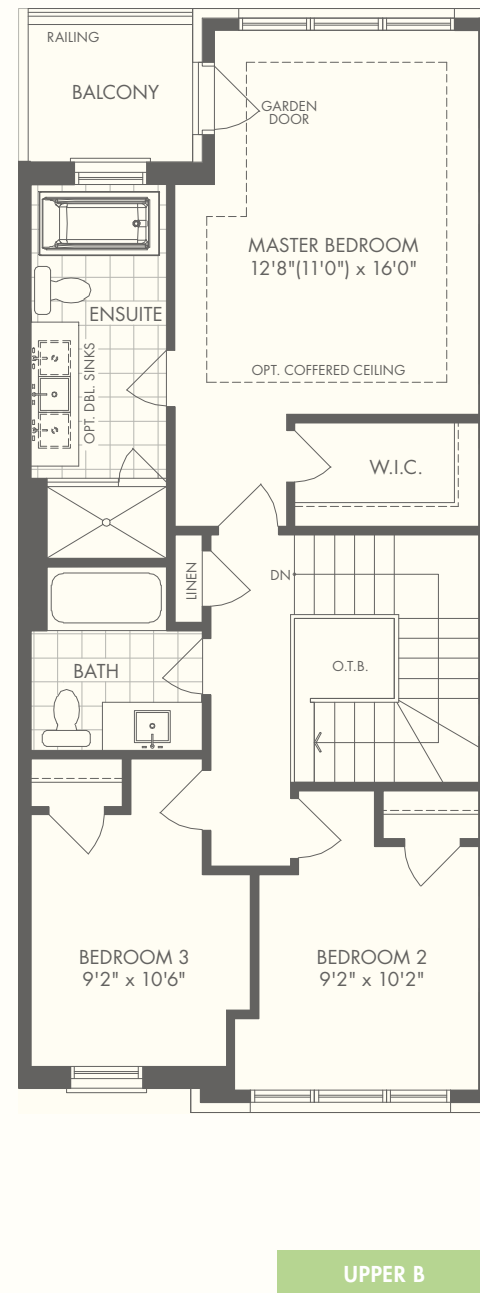 RAILING
BALCONY
GARDEN
DOOR
MASTER BEDROOM
12'8"(11'0") x 16'0"
ENSUITE
OPT. DBL. SINKS
OPT. COFFERED CEILING
W.I.C.
LINEN
DN
O.T.B.
BATH
BEDROOM 3
9'2" x 10'6"
BEDROOM 2
9'2" x 10'2"
UPPER B